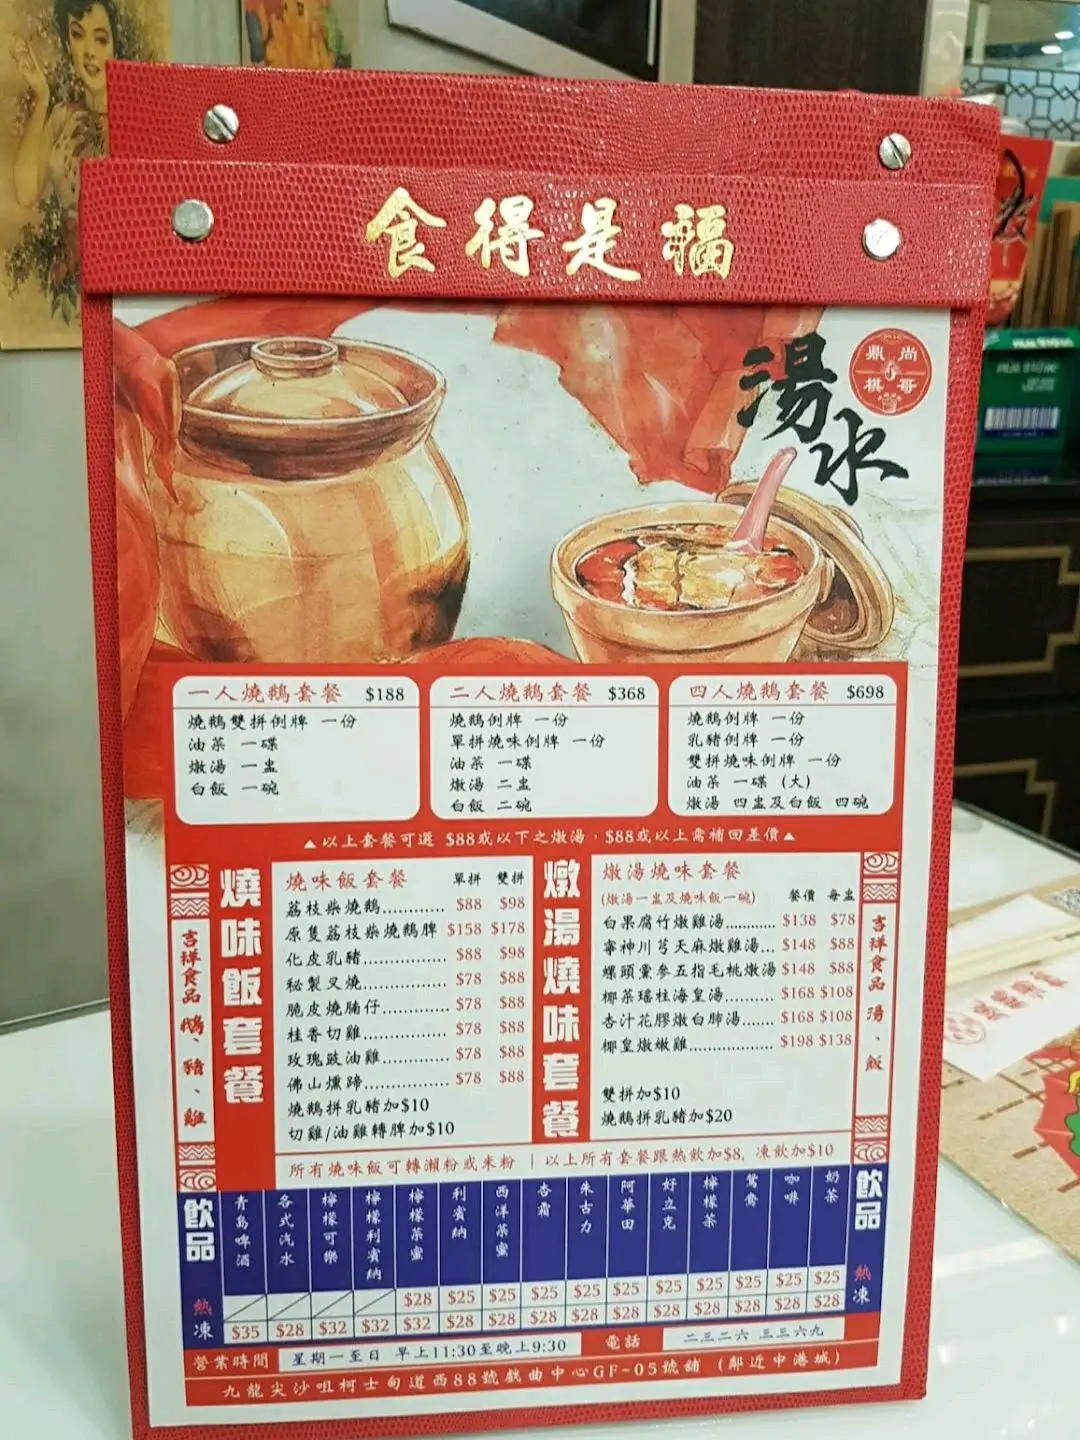 食得是福
湯水
鼎尚
棋哥
一人燒鵝套餐 $188
燒鵝雙拼例牌 一份
油菜 一碟
燉湯 一盅
白飯 一碗
二人燒鵝套餐 $368
燒鵝例牌 一份
單拼燒味例牌 一份
油菜 一碟
燉湯 二盅
白飯 二碗
四人燒鵝套餐 $698
燒鵝例牌 一份
乳豬例牌 一份
雙拼燒味例牌 一份
油菜 一碟 (大)
燉湯 四盅及白飯 四碗
▲以上套餐可選 $88或以下之燉湯，$88或以上需補回差價▲
吉祥食品 鵝、豬、雞
燒味飯套餐
燒味飯套餐 單拼 雙拼
荔枝柴燒鵝............ $88 $98
原隻荔枝柴燒鵝脾 $158 $178
化皮乳豬................ $88 $98
秘製叉燒................ $78 $88
脆皮燒腩仔............. $78 $88
桂香切雞................ $78 $88
玫瑰豉油雞............. $78 $88
佛山燻蹄................ $78 $88
燒鵝拼乳豬加$10
切雞/油雞轉脾加$10
燉湯燒味套餐
燉湯燒味套餐
(燉湯一盅及燒味飯一碗) 餐價 每盅
白果腐竹燉雞湯............ $138 $78
寧神川芎天麻燉雞湯... $148 $88
螺頭黨參五指毛桃燉湯 $148 $88
椰菜瑤柱海皇湯.......... $168 $108
杏汁花膠燉白肺湯....... $168 $108
椰皇燉嫩雞.................. $198 $138
雙拼加$10
燒鵝拼乳豬加$20
吉祥食品 湯、飯
所有燒味飯可轉瀨粉或米粉 | 以上所有套餐跟熱飲加$8, 凍飲加$10
飲品
青島啤酒 各式汽水 檸檬可樂 檸檬利賓納 檸檬菜蜜 利賓納 西洋菜蜜 杏霜 朱古力 阿華田 好立克 檸檬茶 鴛鴦 咖啡 奶茶
飲品
熱 $28 $25 $25 $25 $25 $25 $25 $25 $25 $25 $25 熱
凍 $35 $28 $32 $32 $32 $28 $28 $28 $28 $28 $28 $28 $28 $28 $28 凍
營業時間 星期一至日 早上11:30至晚上9:30 電話 二三二六 三三六九
九龍尖沙咀柯士甸道西88號戲曲中心GF-05號舖 (鄰近中港城)